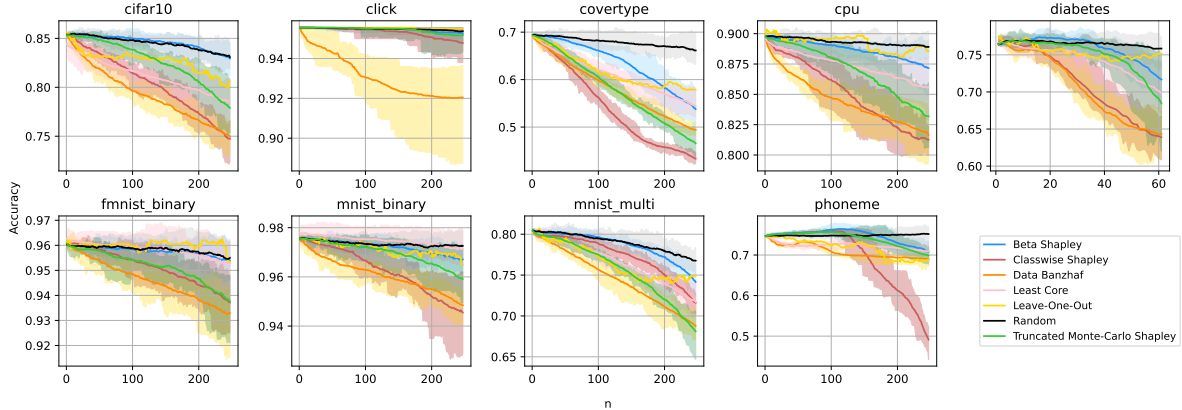 cifar10
click
covertype
cpu
diabetes
0.85
0.80
0.75
0 100 200
0.94
0.92
0.90
0 100 200
0.7
0.6
0.5
0 100 200
0.900
0.875
0.850
0.825
0.800
0 100 200
0.75
0.70
0.65
0.60
0 20 40 60
Accuracy
fmnist_binary
mnist_binary
mnist_multi
phoneme
0.97
0.96
0.95
0.94
0.93
0.92
0 100 200
0.98
0.96
0.94
0 100 200
0.80
0.75
0.70
0.65
0 100 200
0.7
0.6
0.5
0 100 200
Beta Shapley
Classwise Shapley
Data Banzhaf
Least Core
Leave-One-Out
Random
Truncated Monte-Carlo Shapley
n